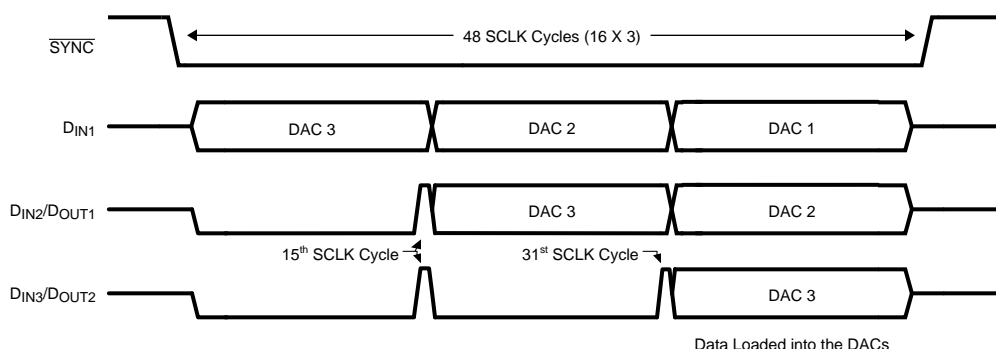 48 SCLK Cycles (16 X 3)
SYNC
DIN1
DAC 3
DAC 2
DAC 1
DIN2/DOUT1
DAC 3
DAC 2
15th SCLK Cycle
31st SCLK Cycle
DIN3/DOUT2
DAC 3
Data Loaded into the DACs